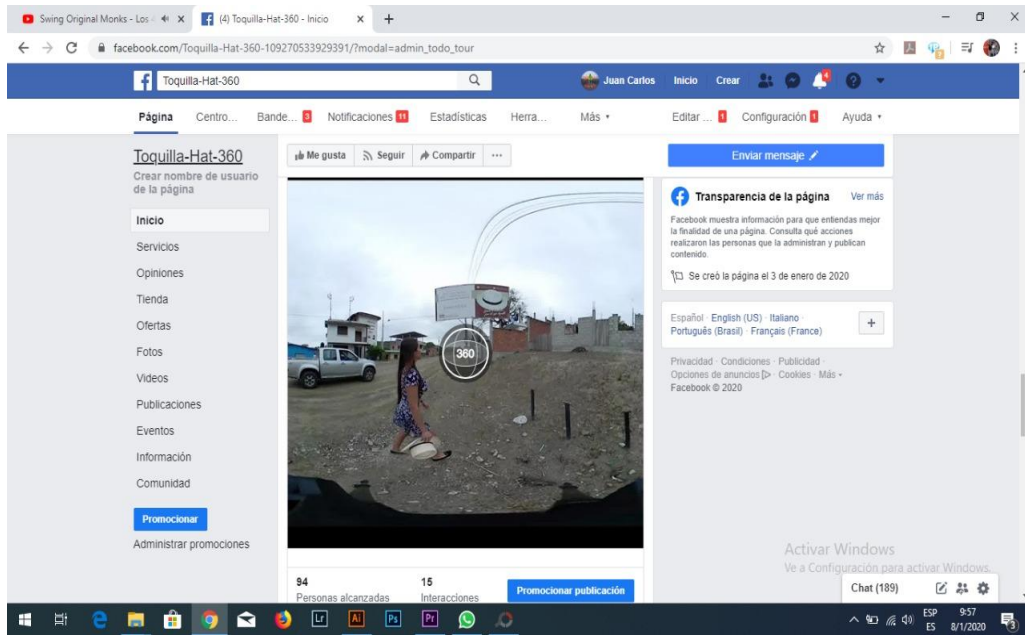 Swing Original Monks - Los
(4) Toquilla-Hat-360 - Inicio
facebook.com/Toquilla-Hat-360-109270533929391/?modal=admin_todo_tour
Toquilla-Hat-360
Juan Carlos Inicio Crear 4
Página Centro... Bande... 3 Notificaciones 11 Estadísticas Herra... Más Editar ... 1 Configuración 1 Ayuda
Toquilla-Hat-360
Crear nombre de usuario
de la página
Me gusta Seguir Compartir ...
Enviar mensaje
Inicio
Servicios
Opiniones
Tienda
Ofertas
Fotos
Videos
Publicaciones
Eventos
Información
Comunidad
Promocionar
Administrar promociones
360
94
Personas alcanzadas
15
Interacciones
Promocionar publicación
Transparencia de la página Ver más
Facebook muestra información para que entiendas mejor
la finalidad de una página. Consulta qué acciones
realizaron las personas que la administran y publican
contenido.
Se creó la página el 3 de enero de 2020
Español · English (US) · Italiano ·
Português (Brasil) · Français (France)
Privacidad · Condiciones · Publicidad ·
Opciones de anuncios · Cookies · Más
Facebook © 2020
Activar Windows
Ve a Configuración para activar Windows.
Chat (189)
Lr Ai Ps Pr
ESP
ES
9:57
8/1/2020
3